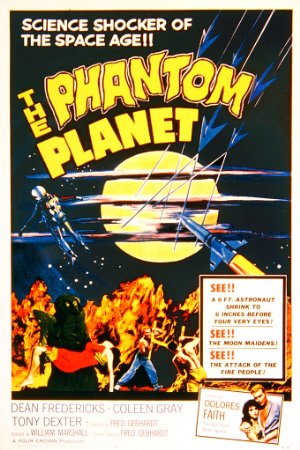 SCIENCE SHOCKER OF
THE SPACE AGE!!
THE PHANTOM
PLANET
SEE!!
A 6 FT. ASTRONAUT
SHRINK TO
6 INCHES BEFORE
YOUR VERY EYES!
SEE!!
THE MOON MAIDENS!
SEE!!
THE ATTACK OF THE
FIRE PEOPLE!
DOLORES
FAITH
DEAN FREDERICKS - COLEEN GRAY
TONY DEXTER
FRED GEBHARDT
WILLIAM MARSHALL
FRED GEBHARDT
A FOUR CROWN Production